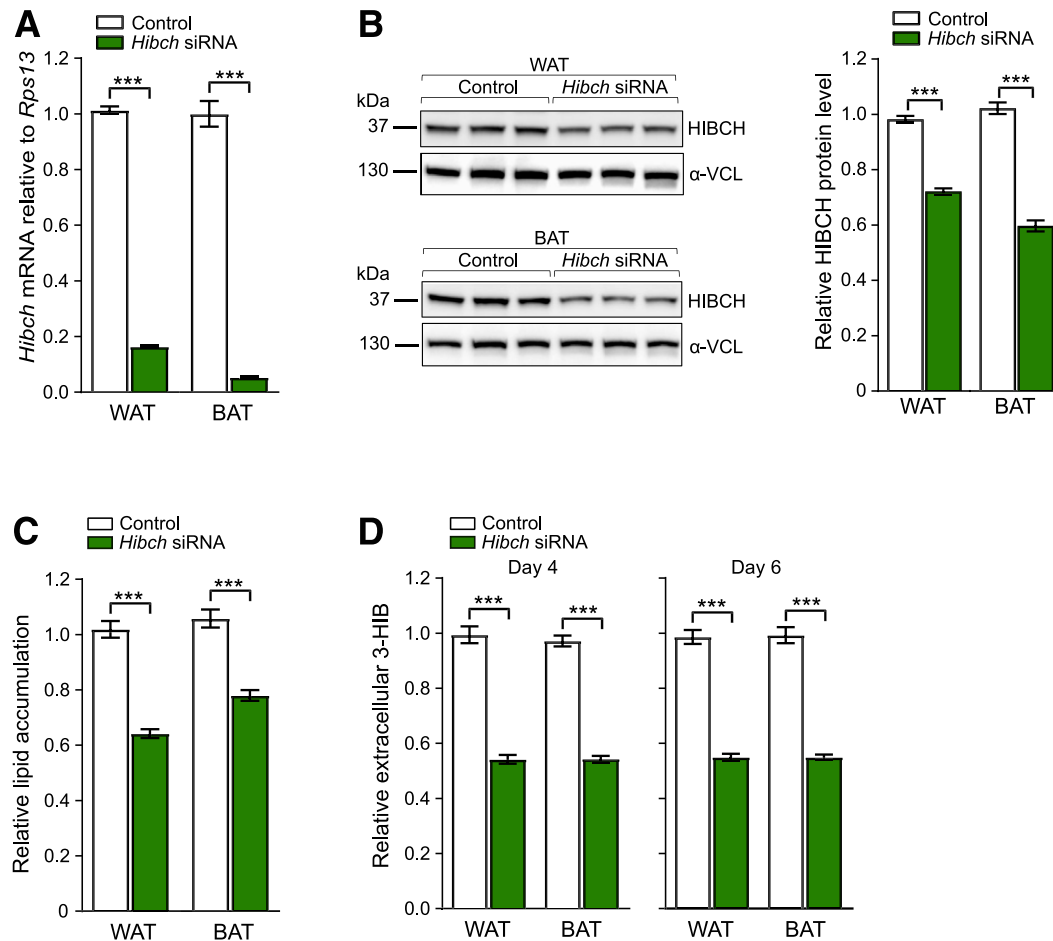 A
Control
Hibch siRNA
Hibch mRNA relative to Rps13
1.2
1.0
0.8
0.6
0.4
0.2
0.0
***
***
WAT
BAT
B
WAT
Control
Hibch siRNA
kDa
37
HIBCH
130
α-VCL
BAT
Control
Hibch siRNA
kDa
37
HIBCH
130
α-VCL
Control
Hibch siRNA
Relative HIBCH protein level
1.2
1.0
0.8
0.6
0.4
0.2
0
***
***
WAT
BAT
C
Control
Hibch siRNA
Relative lipid accumulation
1.2
1.0
0.8
0.6
0.4
0.2
0
***
***
WAT
BAT
D
Control
Hibch siRNA
Relative extracellular 3-HIB
Day 4
1.2
1.0
0.8
0.6
0.4
0.2
0.0
***
***
WAT
BAT
Day 6
***
***
WAT
BAT